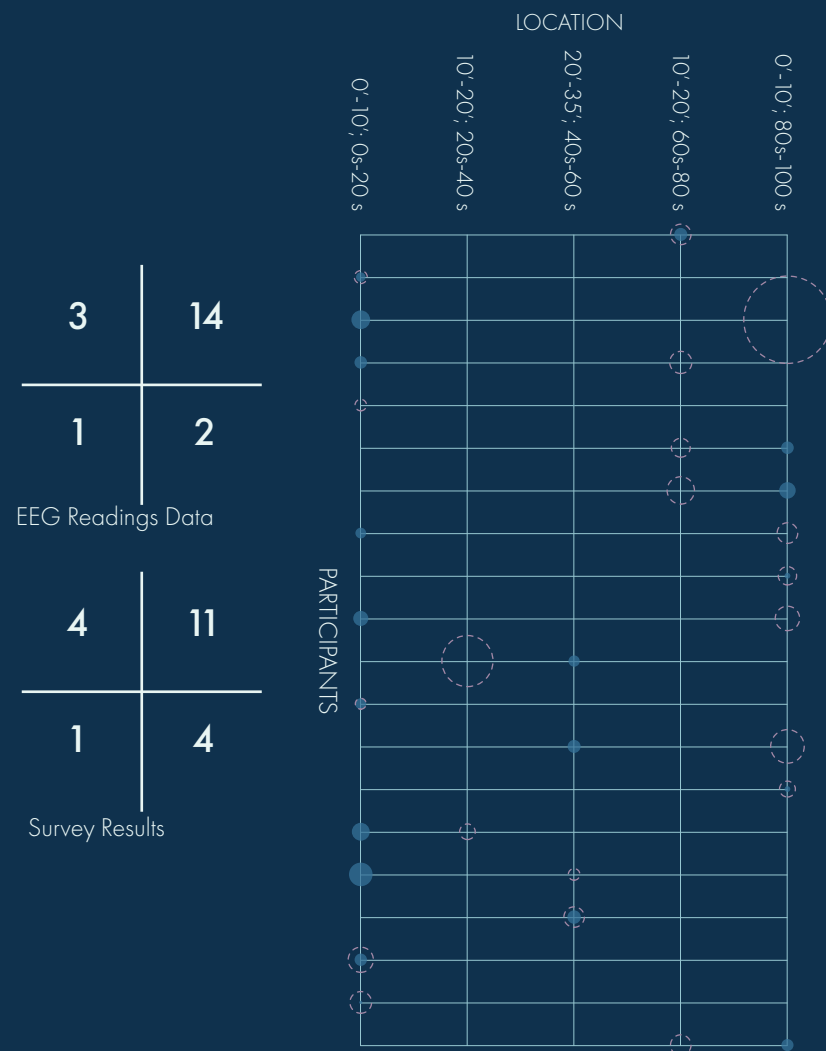 LOCATION
0'-10'; 0s-20 s
10'-20'; 20s-40 s
20'-35'; 40s-60 s
10'-20'; 60s-80 s
0'-10'; 80s-100 s
3 14
1 2
EEG Readings Data
4 11
1 4
Survey Results
PARTICIPANTS